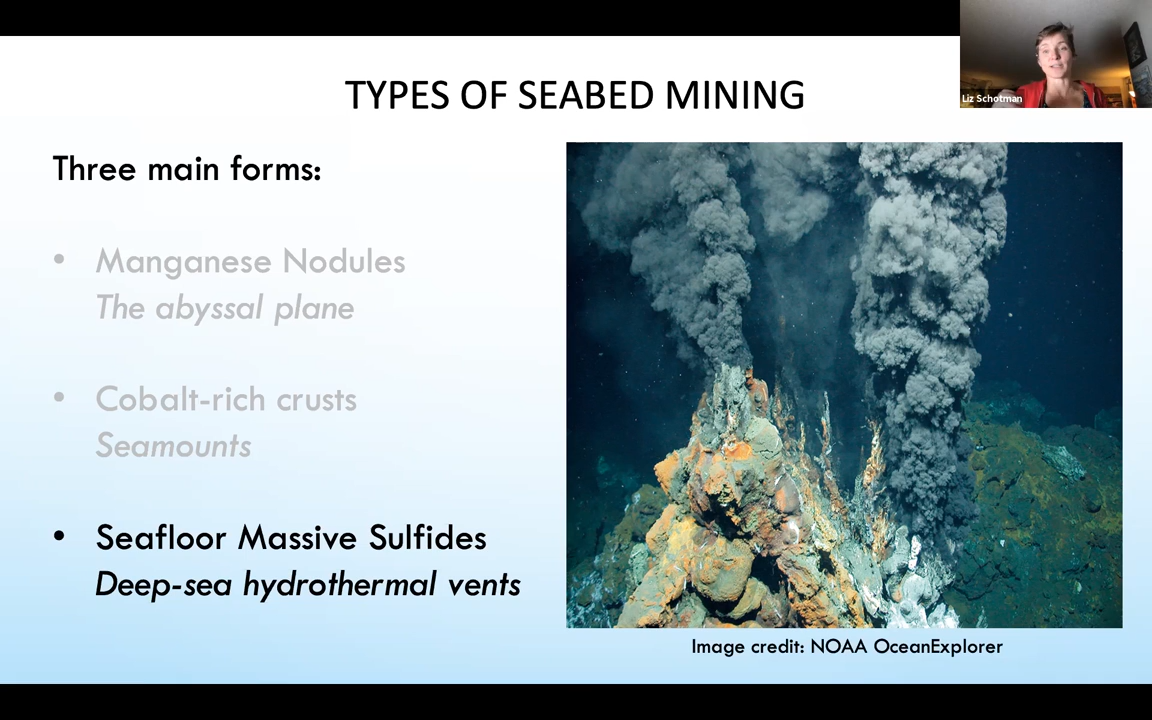 Liz Schotman
TYPES OF SEABED MINING
Three main forms:
• Manganese Nodules
The abyssal plane
• Cobalt-rich crusts
Seamounts
• Seafloor Massive Sulfides
Deep-sea hydrothermal vents
Image credit: NOAA OceanExplorer